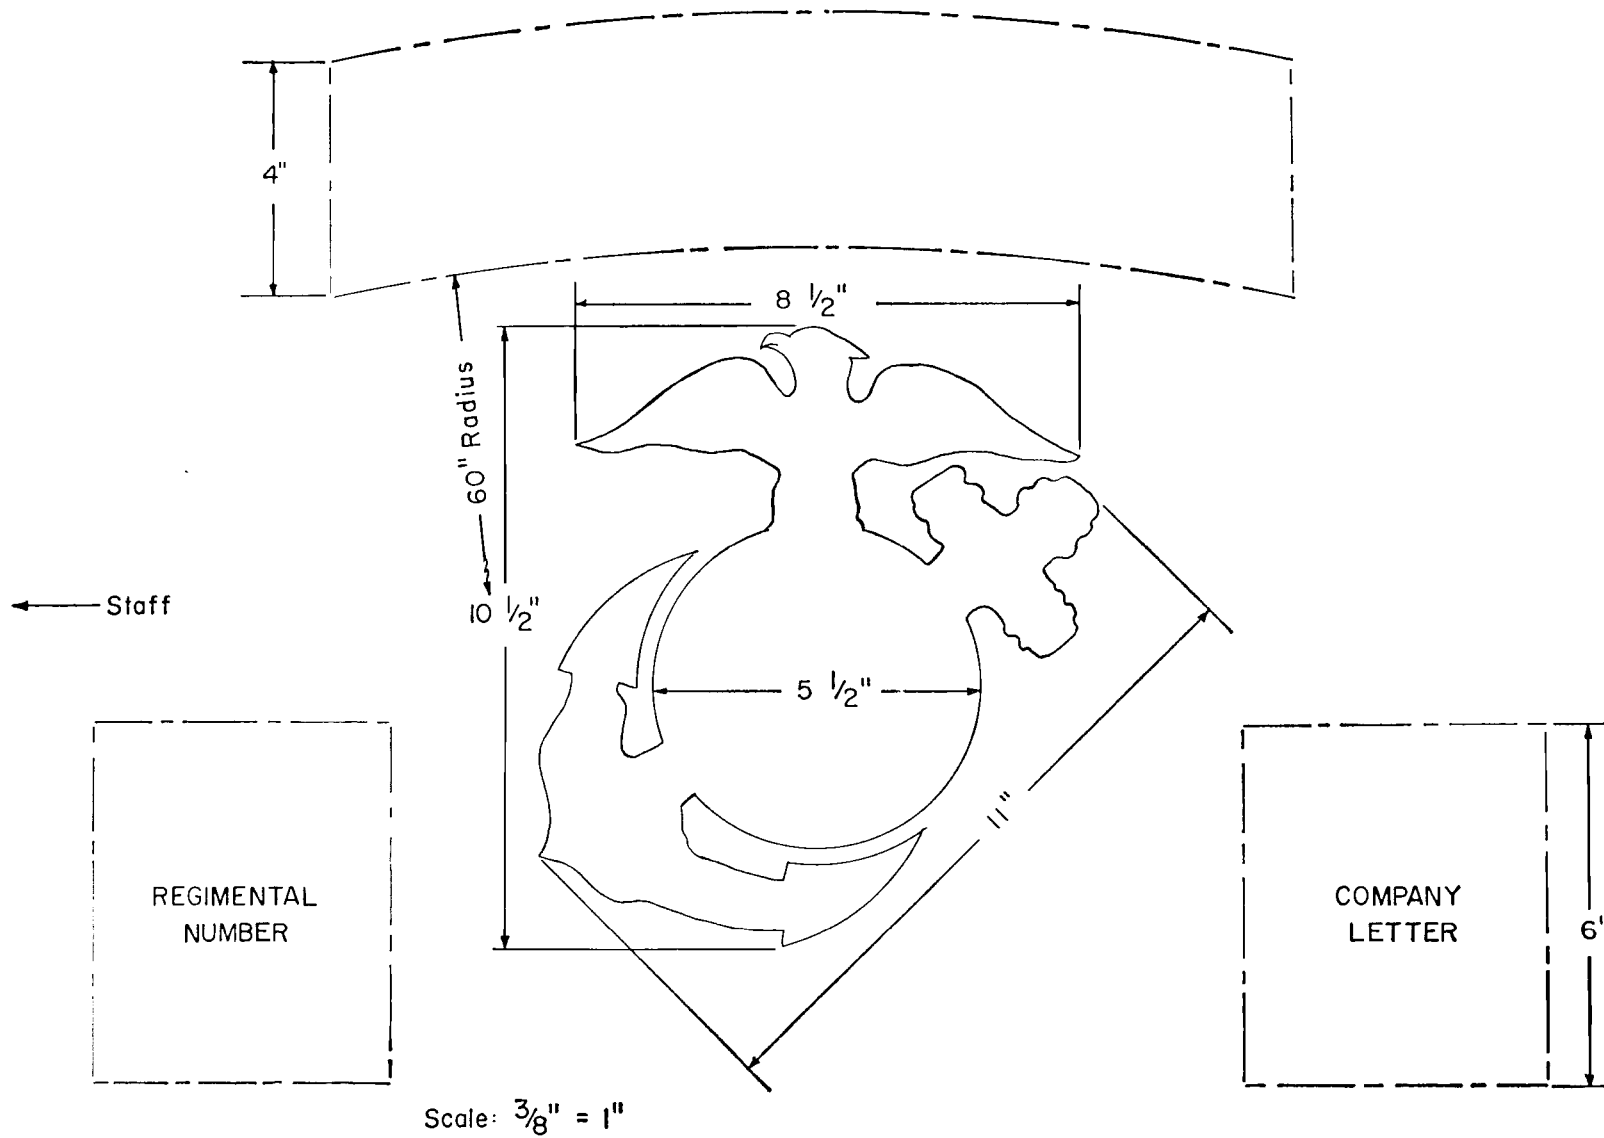 4"
8 1/2"
60" Radius
10 1/2"
Staff
5 1/2"
11"
REGIMENTAL
NUMBER
COMPANY
LETTER
6"
Scale: 3/8" = 1"